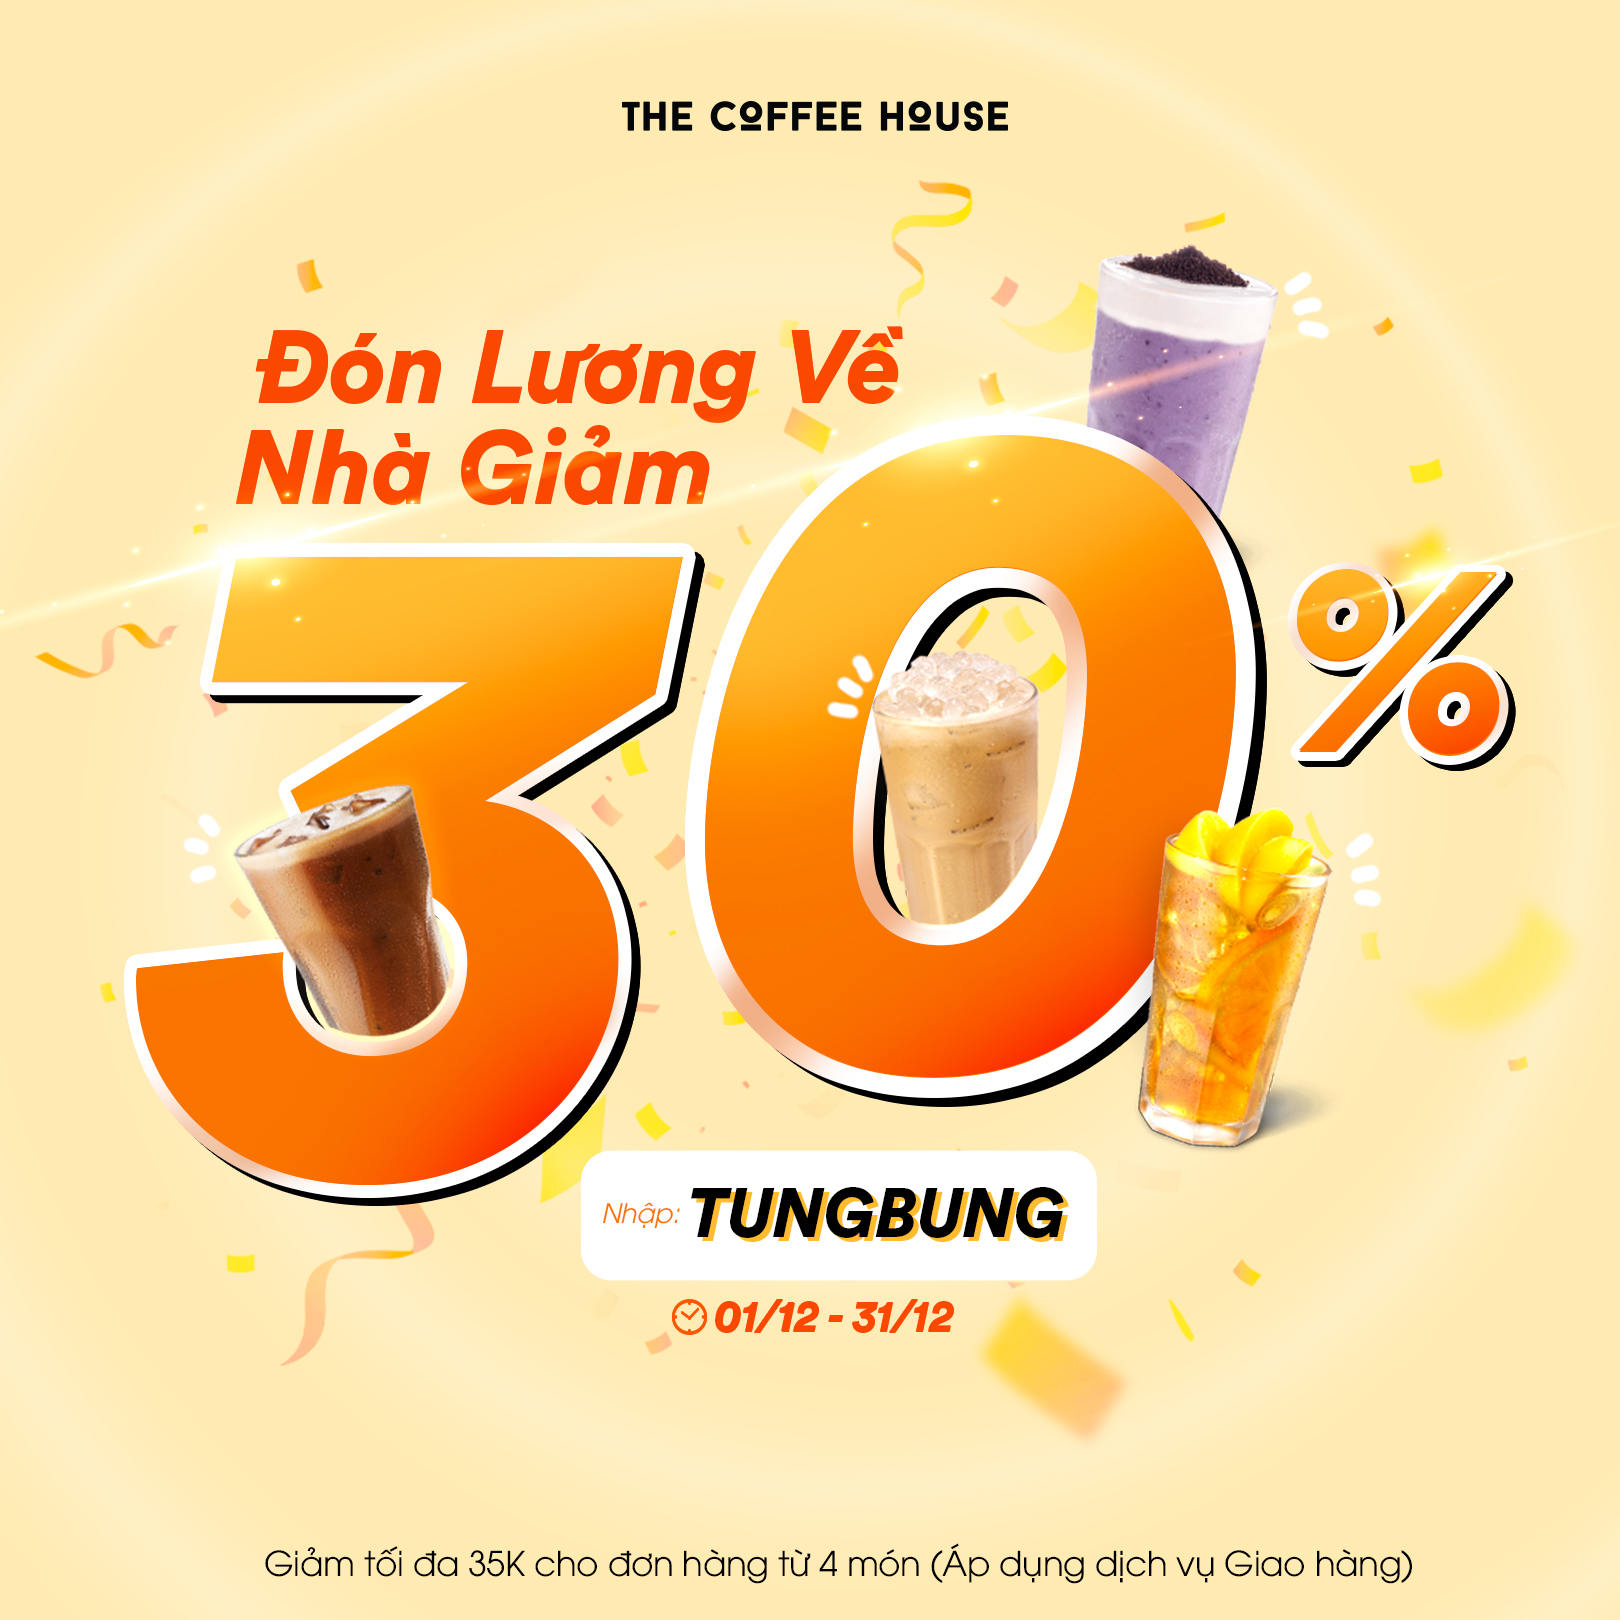 THE COFFEE HOUSE
Đón Lương Về
Nhà Giảm
30%
Nhập: TUNGBUNG
01/12 - 31/12
Giảm tối đa 35K cho đơn hàng từ 4 món (Áp dụng dịch vụ Giao hàng)